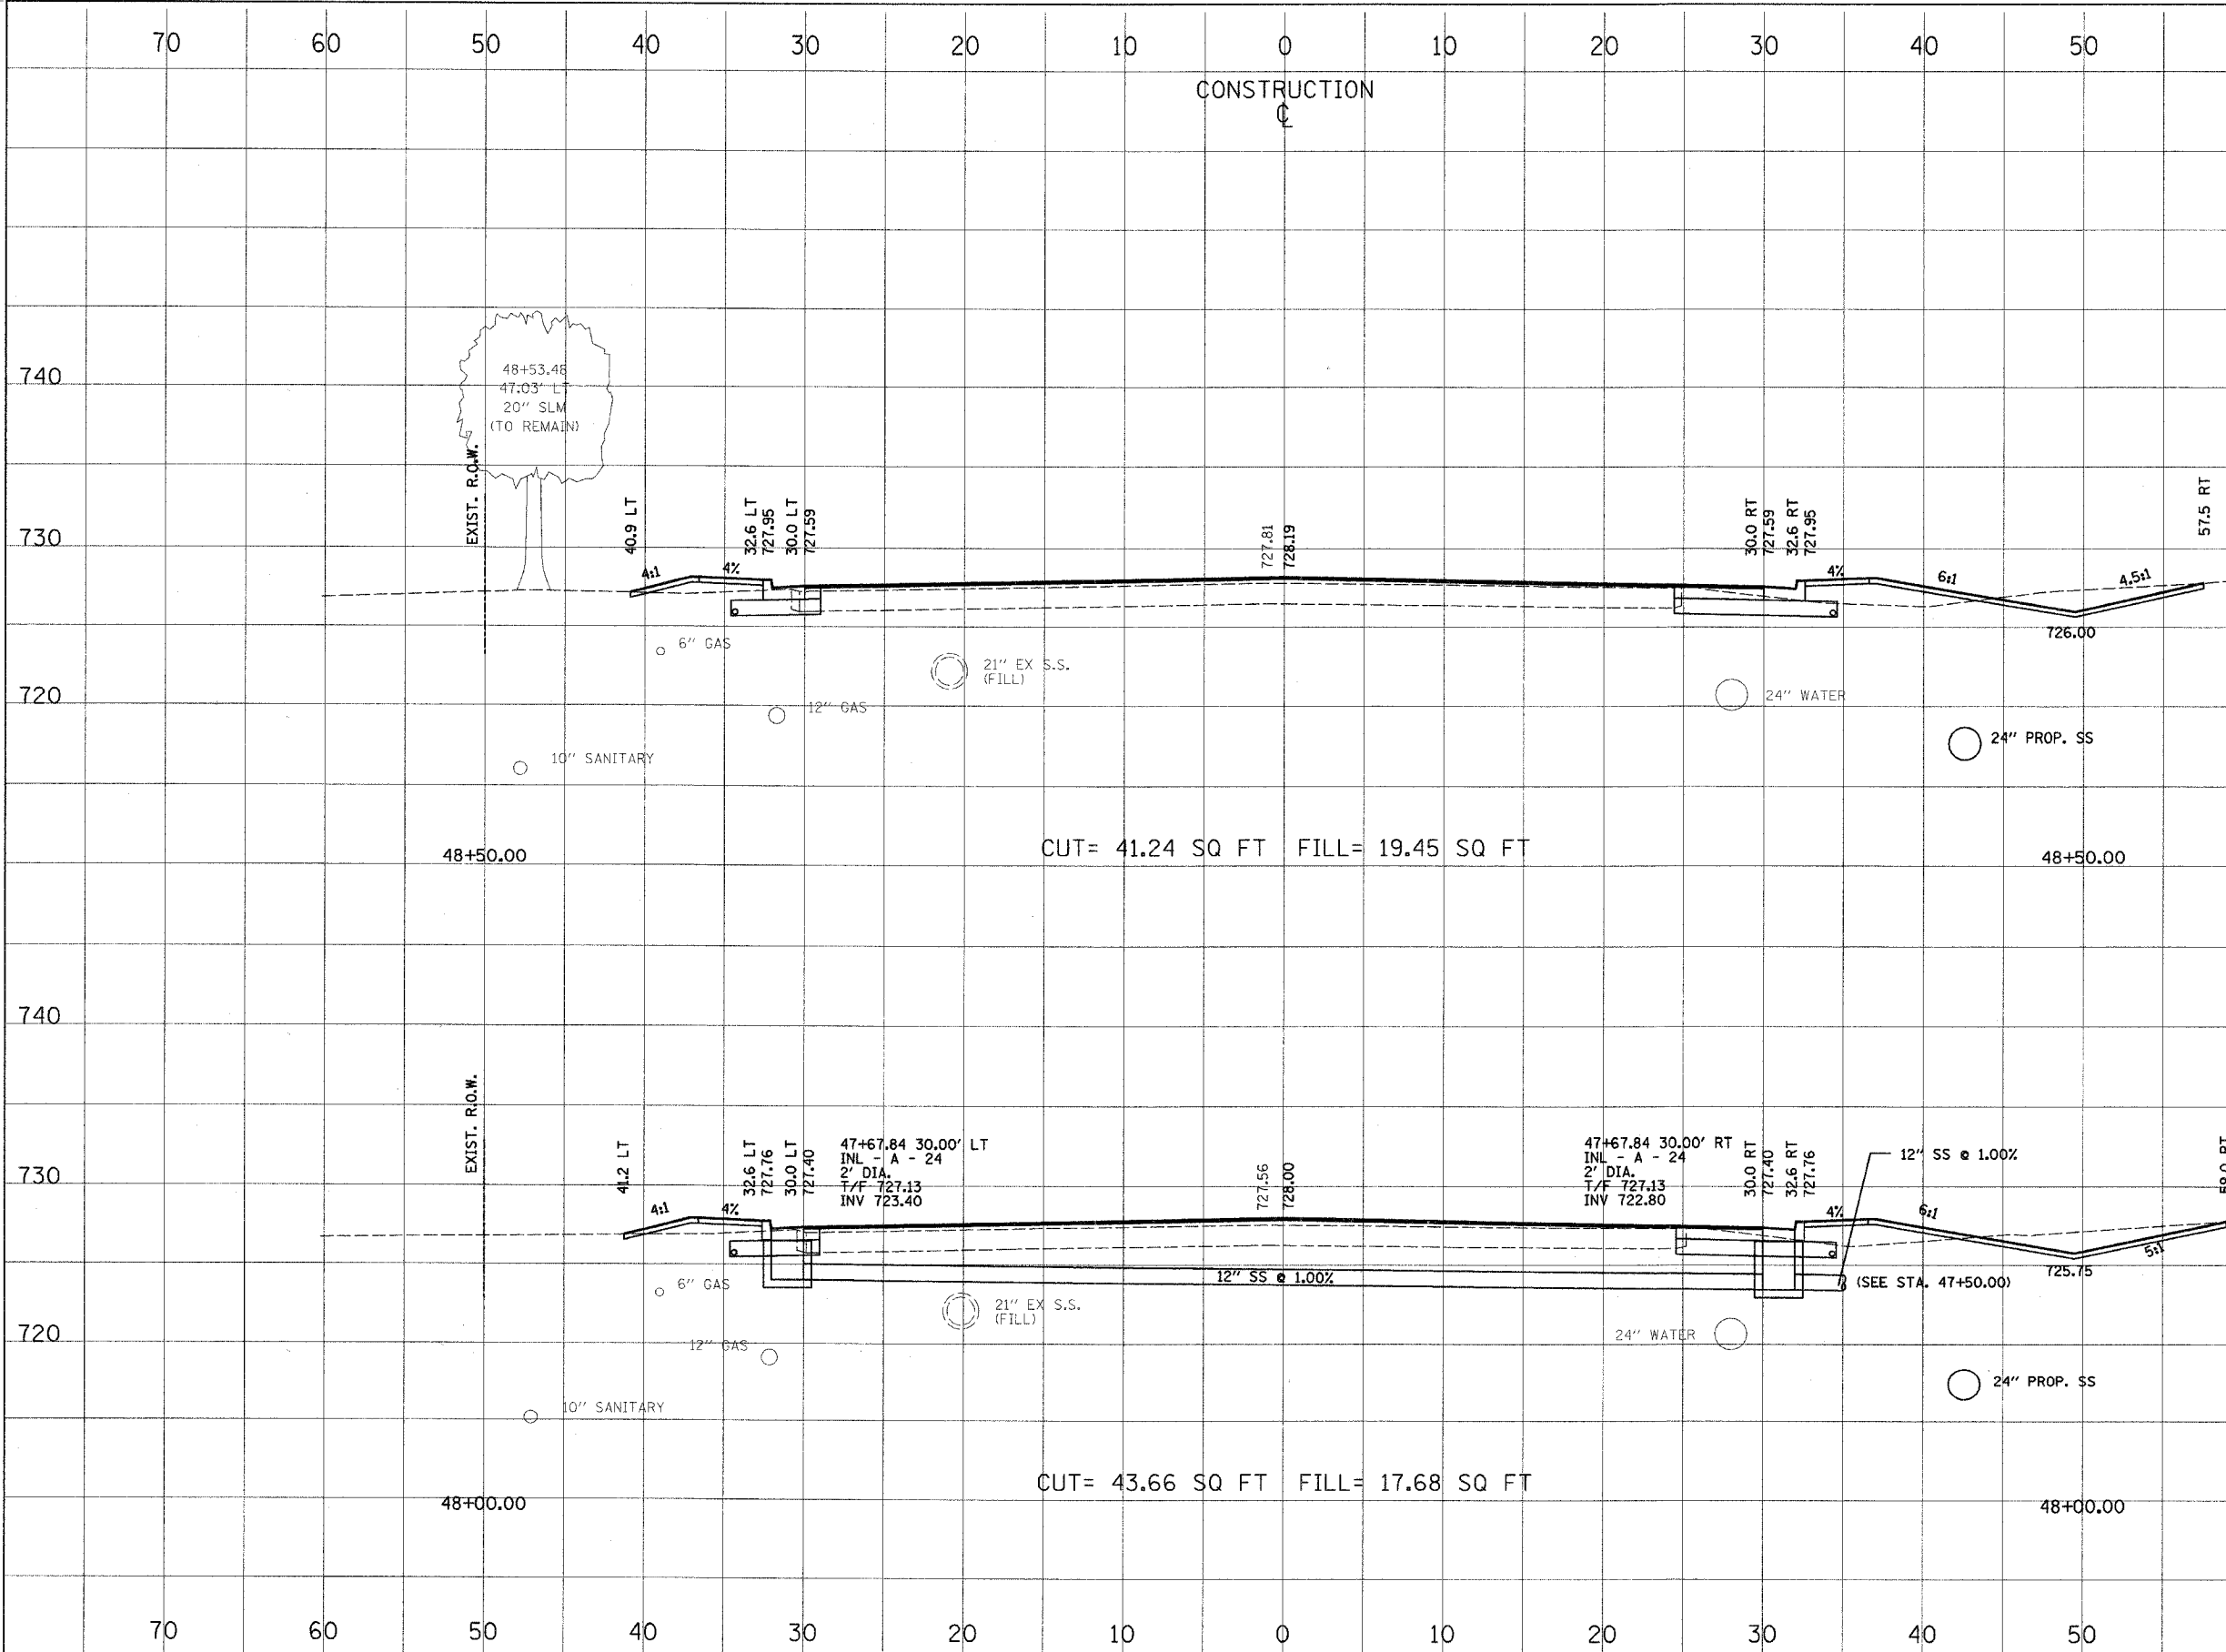 70 60 50 40 30 20 10 0 10 20 30 40 50
CONSTRUCTION
℄
740
48+53.48
47.03' LT
20" SLM
(TO REMAIN)
EXIST. R.O.W.
730
40.9 LT
32.6 LT
727.95
30.0 LT
727.59
727.81
728.19
30.0 RT
727.59
32.6 RT
727.95
57.5 RT
4:1
4%
4%
6:1
4.5:1
726.00
6" GAS
21" EX S.S.
(FILL)
720
12" GAS
24" WATER
24" PROP. SS
10" SANITARY
CUT= 41.24 SQ FT FILL= 19.45 SQ FT
48+50.00
48+50.00
740
EXIST. R.O.W.
730
41.2 LT
32.6 LT
727.76
30.0 LT
727.40
47+67.84 30.00' LT
INL - A - 24
2' DIA.
T/F 727.13
INV 723.40
727.56
728.00
47+67.84 30.00' RT
INL - A - 24
2' DIA.
T/F 727.13
INV 722.80
30.0 RT
727.40
32.6 RT
727.76
12" SS @ 1.00%
59.0 RT
4:1
4%
4%
6:1
5:1
725.75
12" SS @ 1.00%
(SEE STA. 47+50.00)
6" GAS
21" EX S.S.
(FILL)
720
12" GAS
24" WATER
24" PROP. SS
10" SANITARY
CUT= 43.66 SQ FT FILL= 17.68 SQ FT
48+00.00
48+00.00
70 60 50 40 30 20 10 0 10 20 30 40 50